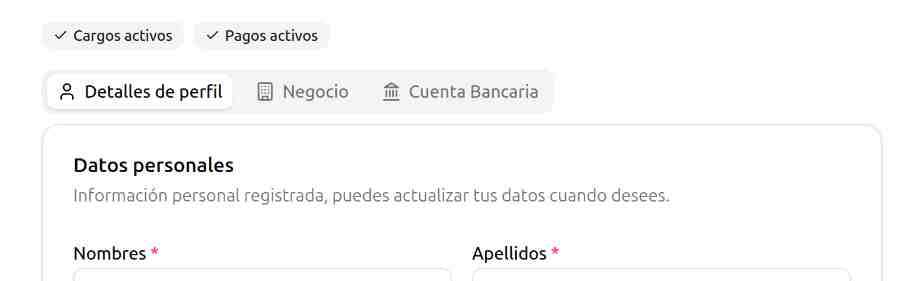 Cargos activos Pagos activos
Detalles de perfil Negocio Cuenta Bancaria
Datos personales
Información personal registrada, puedes actualizar tus datos cuando desees.
Nombres * Apellidos *